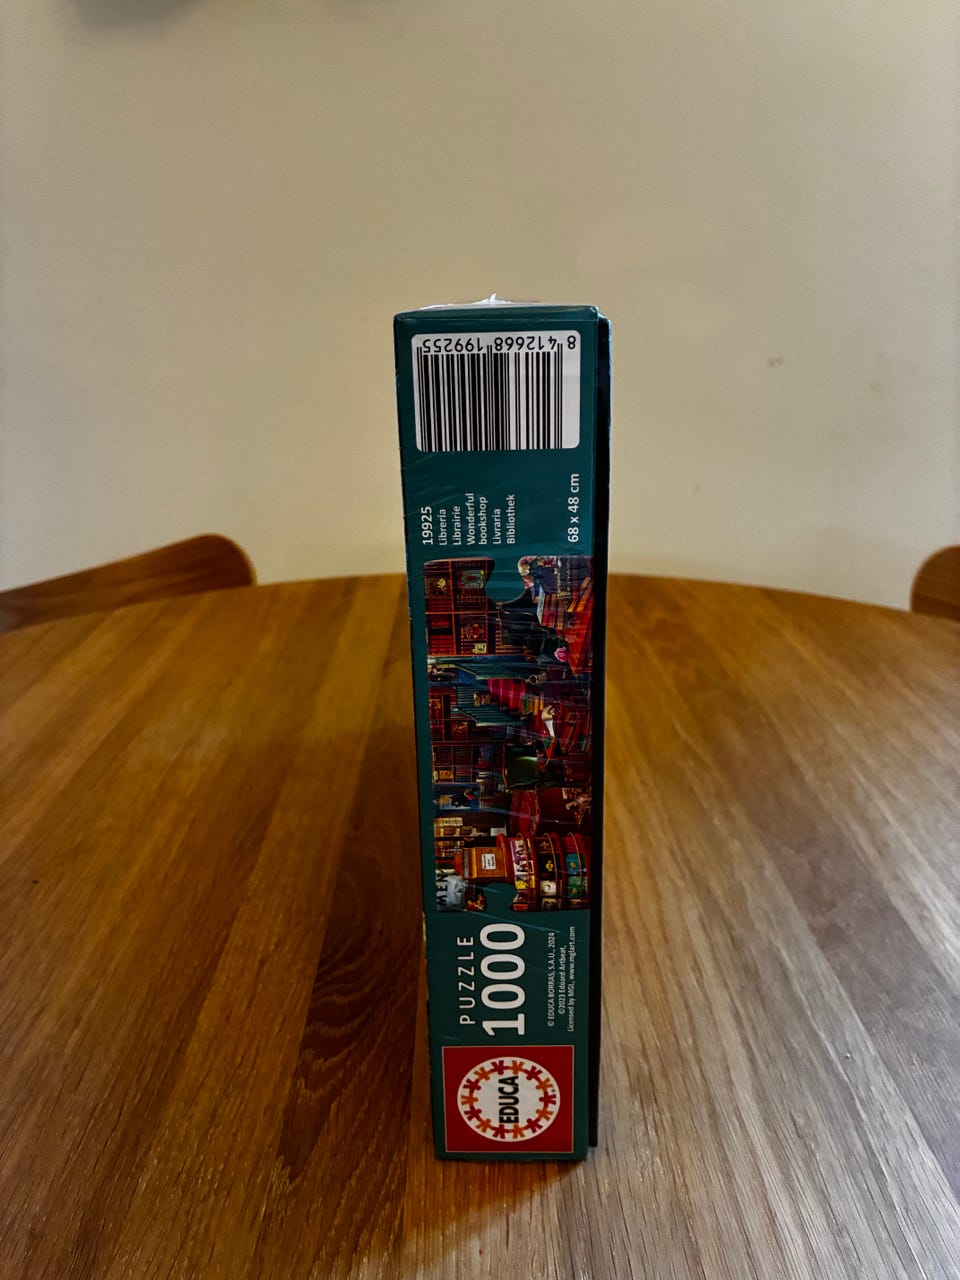 EDUCA
PUZZLE
1000
© EDUCA BORRAS, S.A.U., 2024
©2023 Eduard Artbeat,
Licensed by MGL, www.mglart.com
19925
Librería
Librairie
Wonderful
bookshop
Livraria
Bibliothek
68 x 48 cm
8 412668 199255